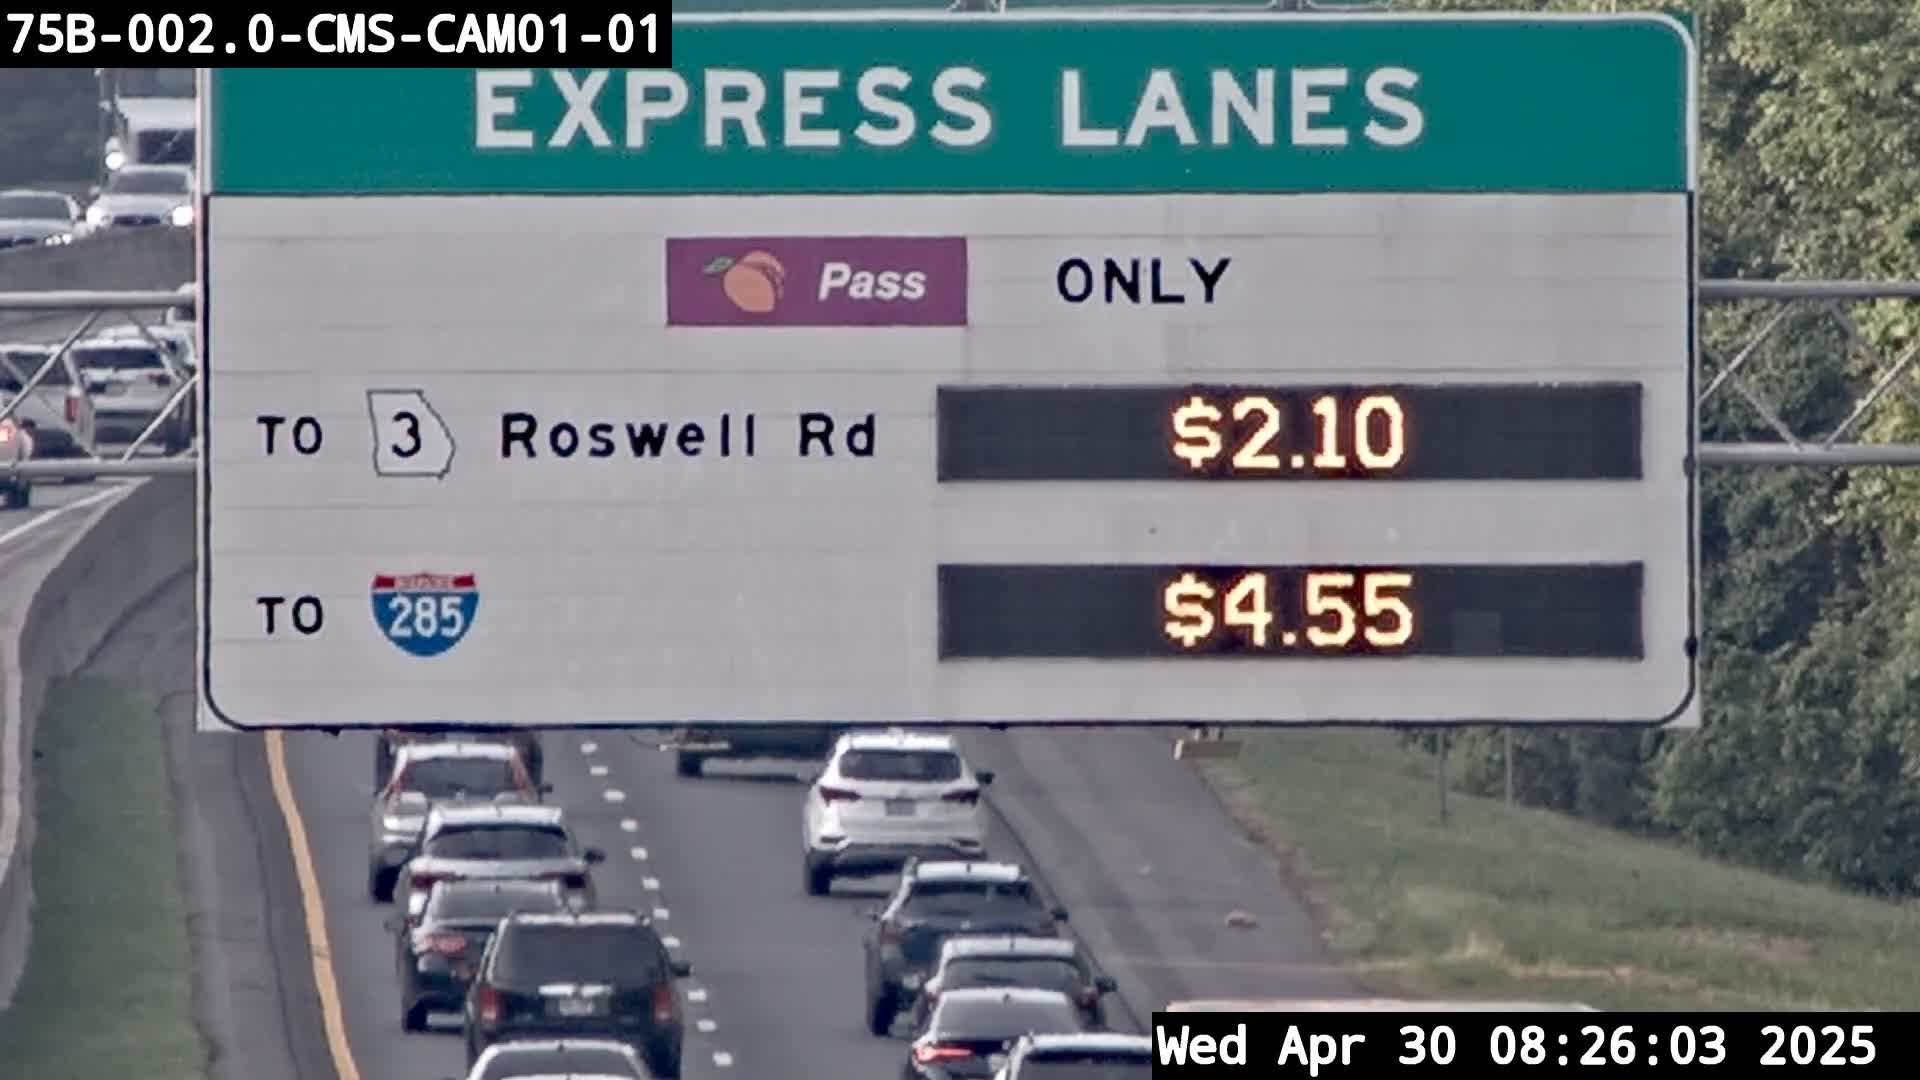 75B-002.0-CMS-CAM01-01
EXPRESS LANES
Pass ONLY
TO 3 Roswell Rd $2.10
TO 285 $4.55
Wed Apr 30 08:26:03 2025